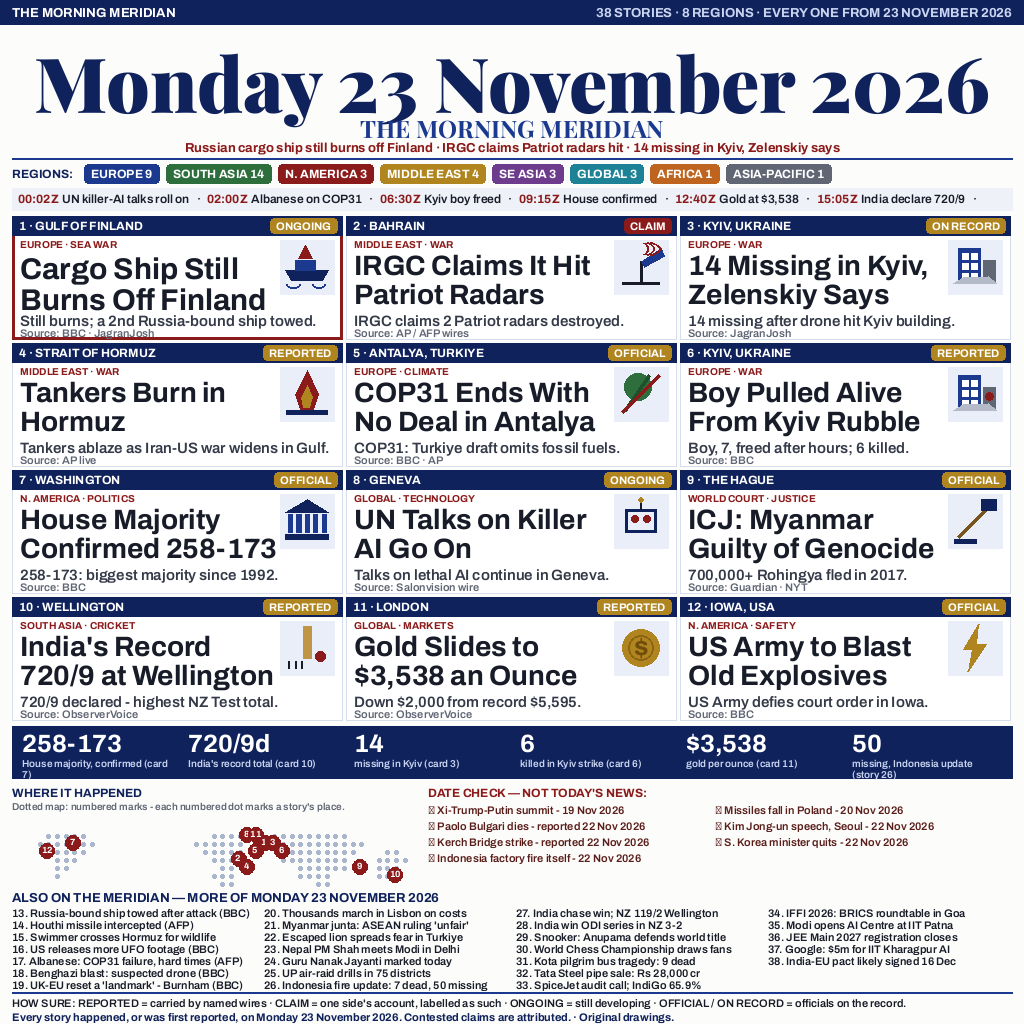 THE MORNING MERIDIAN
38 STORIES · 8 REGIONS · EVERY ONE FROM 23 NOVEMBER 2026
Monday 23 November 2026
THE MORNING MERIDIAN
Russian cargo ship still burns off Finland · IRGC claims Patriot radars hit · 14 missing in Kyiv, Zelenskiy says
REGIONS: EUROPE 9 SOUTH ASIA 14 N. AMERICA 3 MIDDLE EAST 4 SE ASIA 3 GLOBAL 3 AFRICA 1 ASIA-PACIFIC 1
00:02Z UN killer-AI talks roll on · 02:00Z Albanese on COP31 · 06:30Z Kyiv boy freed · 09:15Z House confirmed · 12:40Z Gold at $3,538 · 15:05Z India declare 720/9 ·
1 · GULF OF FINLAND ONGOING
EUROPE · SEA WAR
Cargo Ship Still
Burns Off Finland
Still burns; a 2nd Russia-bound ship towed.
Source: BBC · JagranJosh
2 · BAHRAIN CLAIM
MIDDLE EAST · WAR
IRGC Claims It Hit
Patriot Radars
IRGC claims 2 Patriot radars destroyed.
Source: AP / AFP wires
3 · KYIV, UKRAINE ON RECORD
EUROPE · WAR
14 Missing in Kyiv,
Zelenskiy Says
14 missing after drone hit Kyiv building.
Source: JagranJosh
4 · STRAIT OF HORMUZ REPORTED
MIDDLE EAST · WAR
Tankers Burn in
Hormuz
Tankers ablaze as Iran-US war widens in Gulf.
Source: AP live
5 · ANTALYA, TURKIYE OFFICIAL
EUROPE · CLIMATE
COP31 Ends With
No Deal in Antalya
COP31: Turkiye draft omits fossil fuels.
Source: BBC · AP
6 · KYIV, UKRAINE REPORTED
EUROPE · WAR
Boy Pulled Alive
From Kyiv Rubble
Boy, 7, freed after hours; 6 killed.
Source: BBC
7 · WASHINGTON OFFICIAL
N. AMERICA · POLITICS
House Majority
Confirmed 258-173
258-173: biggest majority since 1992.
Source: BBC
8 · GENEVA ONGOING
GLOBAL · TECHNOLOGY
UN Talks on Killer
AI Go On
Talks on lethal AI continue in Geneva.
Source: Salonvision wire
9 · THE HAGUE OFFICIAL
WORLD COURT · JUSTICE
ICJ: Myanmar
Guilty of Genocide
700,000+ Rohingya fled in 2017.
Source: Guardian · NYT
10 · WELLINGTON REPORTED
SOUTH ASIA · CRICKET
India's Record
720/9 at Wellington
720/9 declared - highest NZ Test total.
Source: ObserverVoice
11 · LONDON REPORTED
GLOBAL · MARKETS
Gold Slides to
$3,538 an Ounce
Down $2,000 from record $5,595.
Source: ObserverVoice
$
12 · IOWA, USA OFFICIAL
N. AMERICA · SAFETY
US Army to Blast
Old Explosives
US Army defies court order in Iowa.
Source: BBC
258-173 720/9d 14 6 $3,538 50
House majority, confirmed (card 7) India's record total (card 10) missing in Kyiv (card 3) killed in Kyiv strike (card 6) gold per ounce (card 11) missing, Indonesia update (story 26)
WHERE IT HAPPENED
Dotted map: numbered marks - each numbered dot marks a story's place.
12 7 8 11 1 3 5 6 2 4 9 10
DATE CHECK — NOT TODAY'S NEWS:
Xi-Trump-Putin summit - 19 Nov 2026
Paolo Bulgari dies - reported 22 Nov 2026
Kerch Bridge strike - reported 22 Nov 2026
Indonesia factory fire itself - 22 Nov 2026
Missiles fall in Poland - 20 Nov 2026
Kim Jong-un speech, Seoul - 22 Nov 2026
S. Korea minister quits - 22 Nov 2026
ALSO ON THE MERIDIAN — MORE OF MONDAY 23 NOVEMBER 2026
13. Russia-bound ship towed after attack (BBC)
14. Houthi missile intercepted (AFP)
15. Swimmer crosses Hormuz for wildlife
16. US releases more UFO footage (BBC)
17. Albanese: COP31 failure, hard times (AFP)
18. Benghazi blast: suspected drone (BBC)
19. UK-EU reset a 'landmark' - Burnham (BBC)
20. Thousands march in Lisbon on costs
21. Myanmar junta: ASEAN ruling 'unfair'
22. Escaped lion spreads fear in Turkiye
23. Nepal PM Shah meets Modi in Delhi
24. Guru Nanak Jayanti marked today
25. UP air-raid drills in 75 districts
26. Indonesia fire update: 7 dead, 50 missing
27. India chase win; NZ 119/2 Wellington
28. India win ODI series in NZ 3-2
29. Snooker: Anupama defends world title
30. World Chess Championship draws fans
31. Kota pilgrim bus tragedy: 9 dead
32. Tata Steel pipe sale: Rs 28,000 cr
33. SpiceJet audit call; IndiGo 65.9%
34. IFFI 2026: BRICS roundtable in Goa
35. Modi opens AI Centre at IIT Patna
36. JEE Main 2027 registration closes
37. Google: $5m for IIT Kharagpur AI
38. India-EU pact likely signed 16 Dec
HOW SURE: REPORTED = carried by named wires · CLAIM = one side's account, labelled as such · ONGOING = still developing · OFFICIAL / ON RECORD = officials on the record.
Every story happened, or was first reported, on Monday 23 November 2026. Contested claims are attributed. · Original drawings.